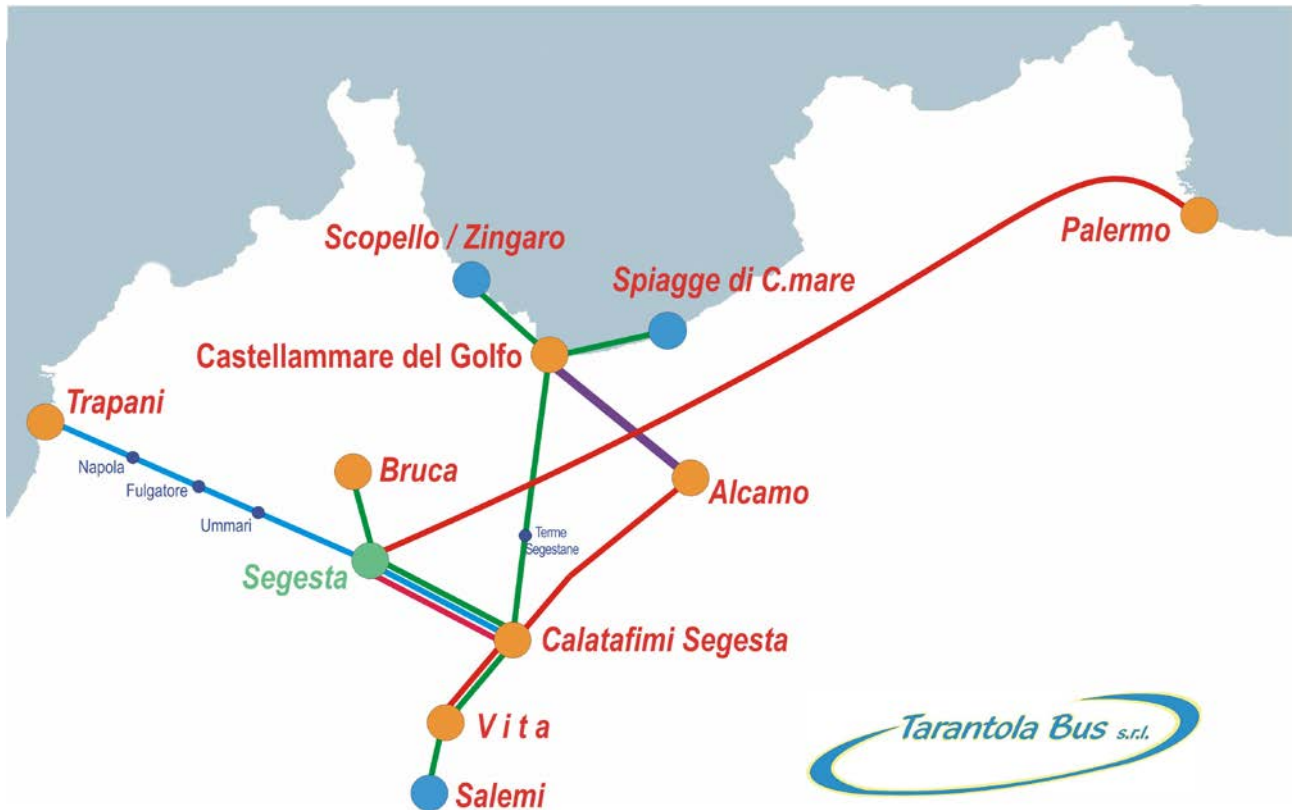 Scopello / Zingaro
Palermo
Spiagge di C.mare
Castellammare del Golfo
Trapani
Napola
Bruca
Fulgatore
Alcamo
Ummari
Terme
Segestane
Segesta
Calatafimi Segesta
Vita
Tarantola Bus s.r.l.
Salemi